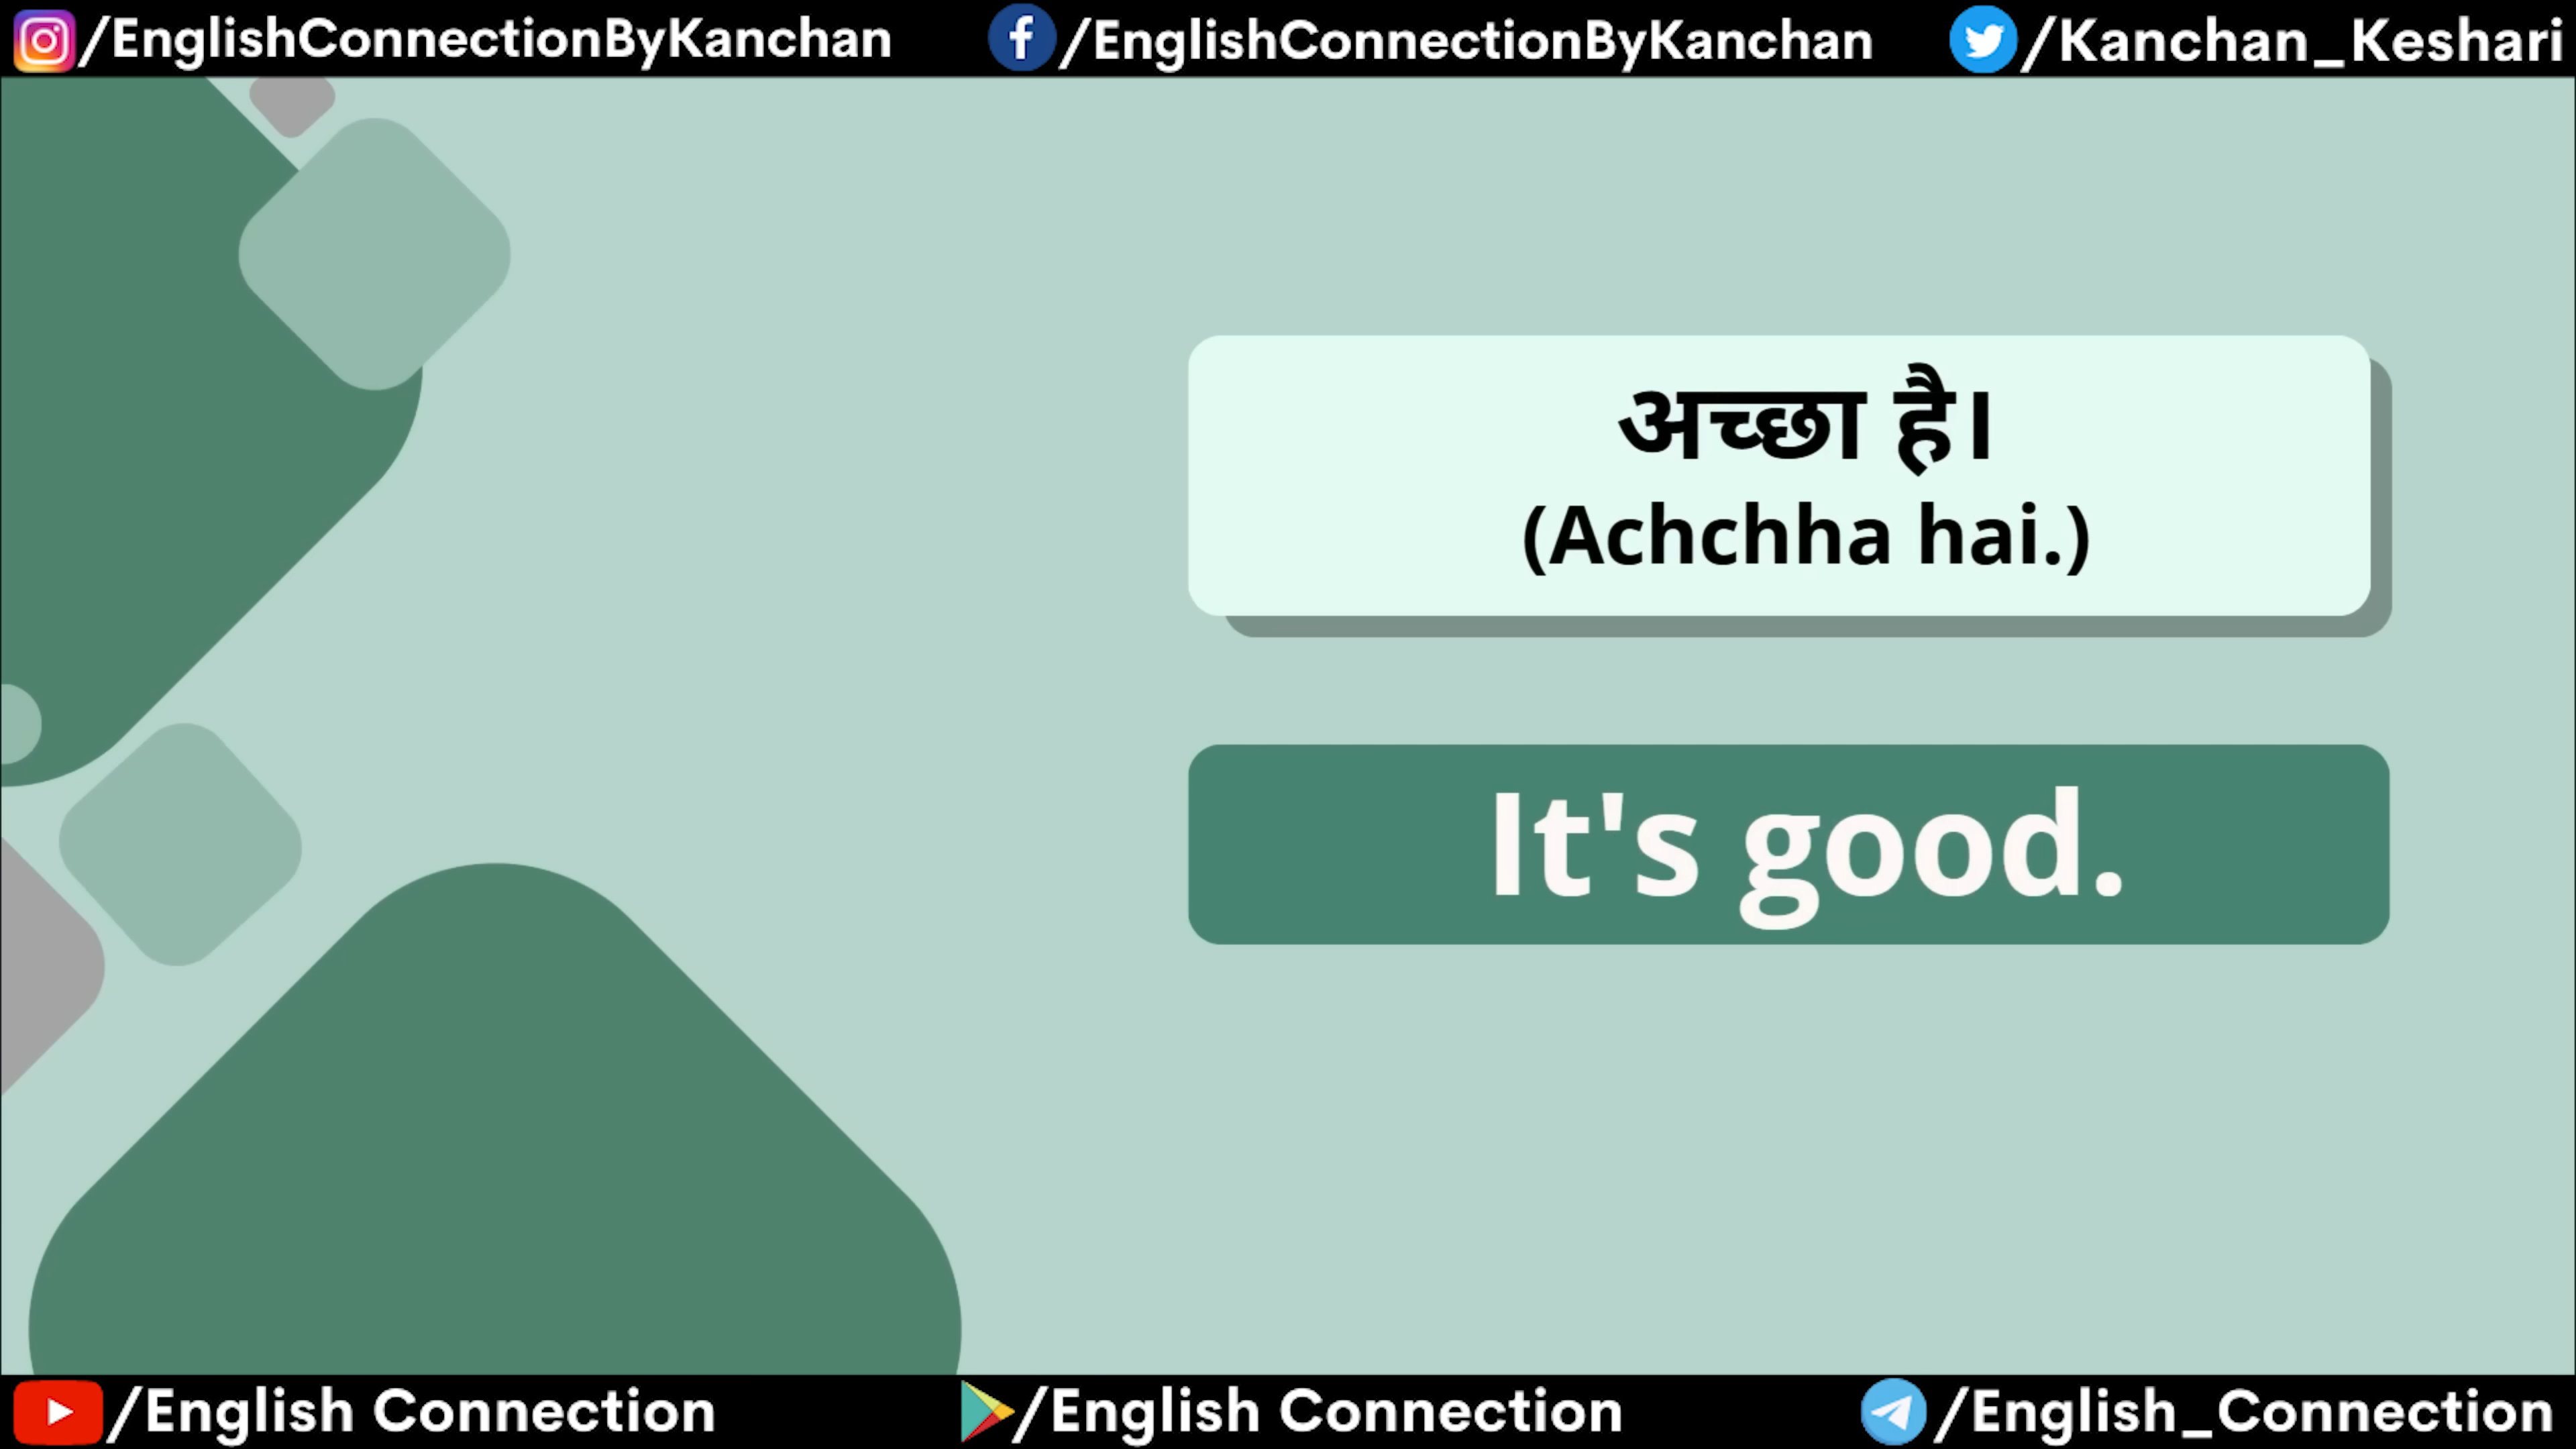 /EnglishConnectionByKanchan
/EnglishConnectionByKanchan
/Kanchan_Keshari
अच्छा है।
(Achchha hai.)
It's good.
/English Connection
/English Connection
/English_Connection